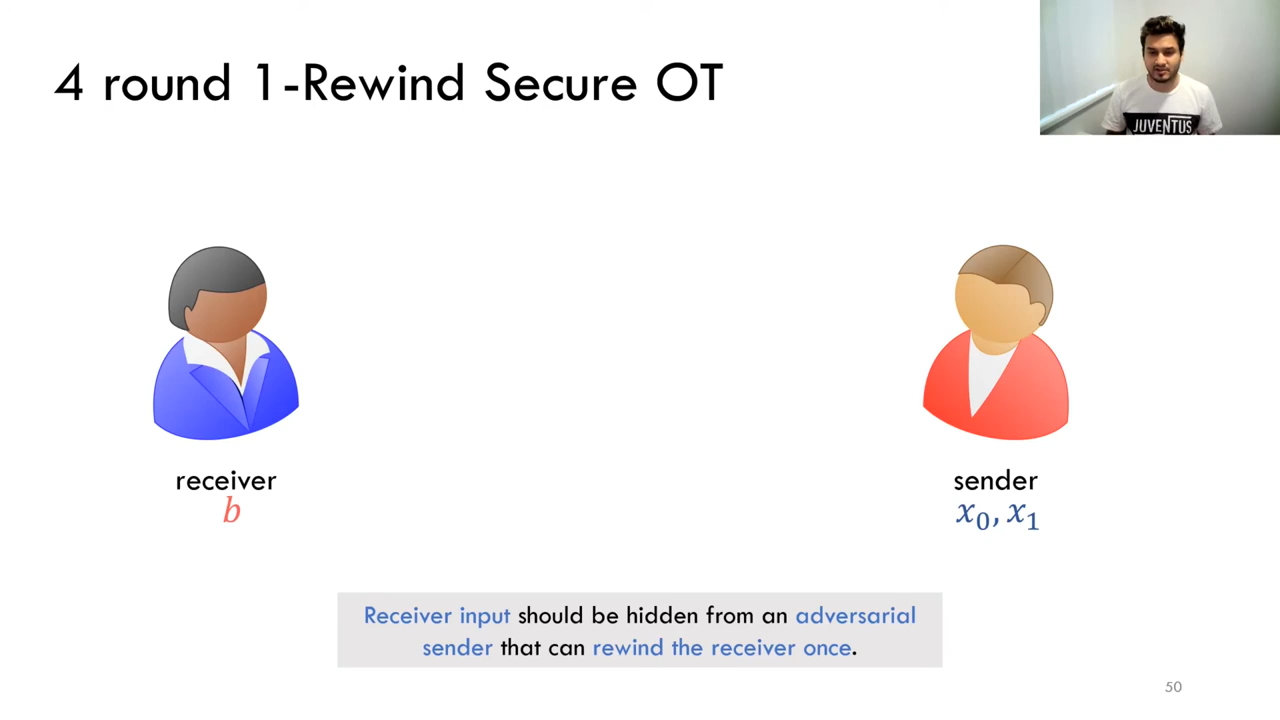 4 round 1-Rewind Secure OT
JUVENTUS
receiver
b
sender
x₀, x₁
Receiver input should be hidden from an adversarial
sender that can rewind the receiver once.
50